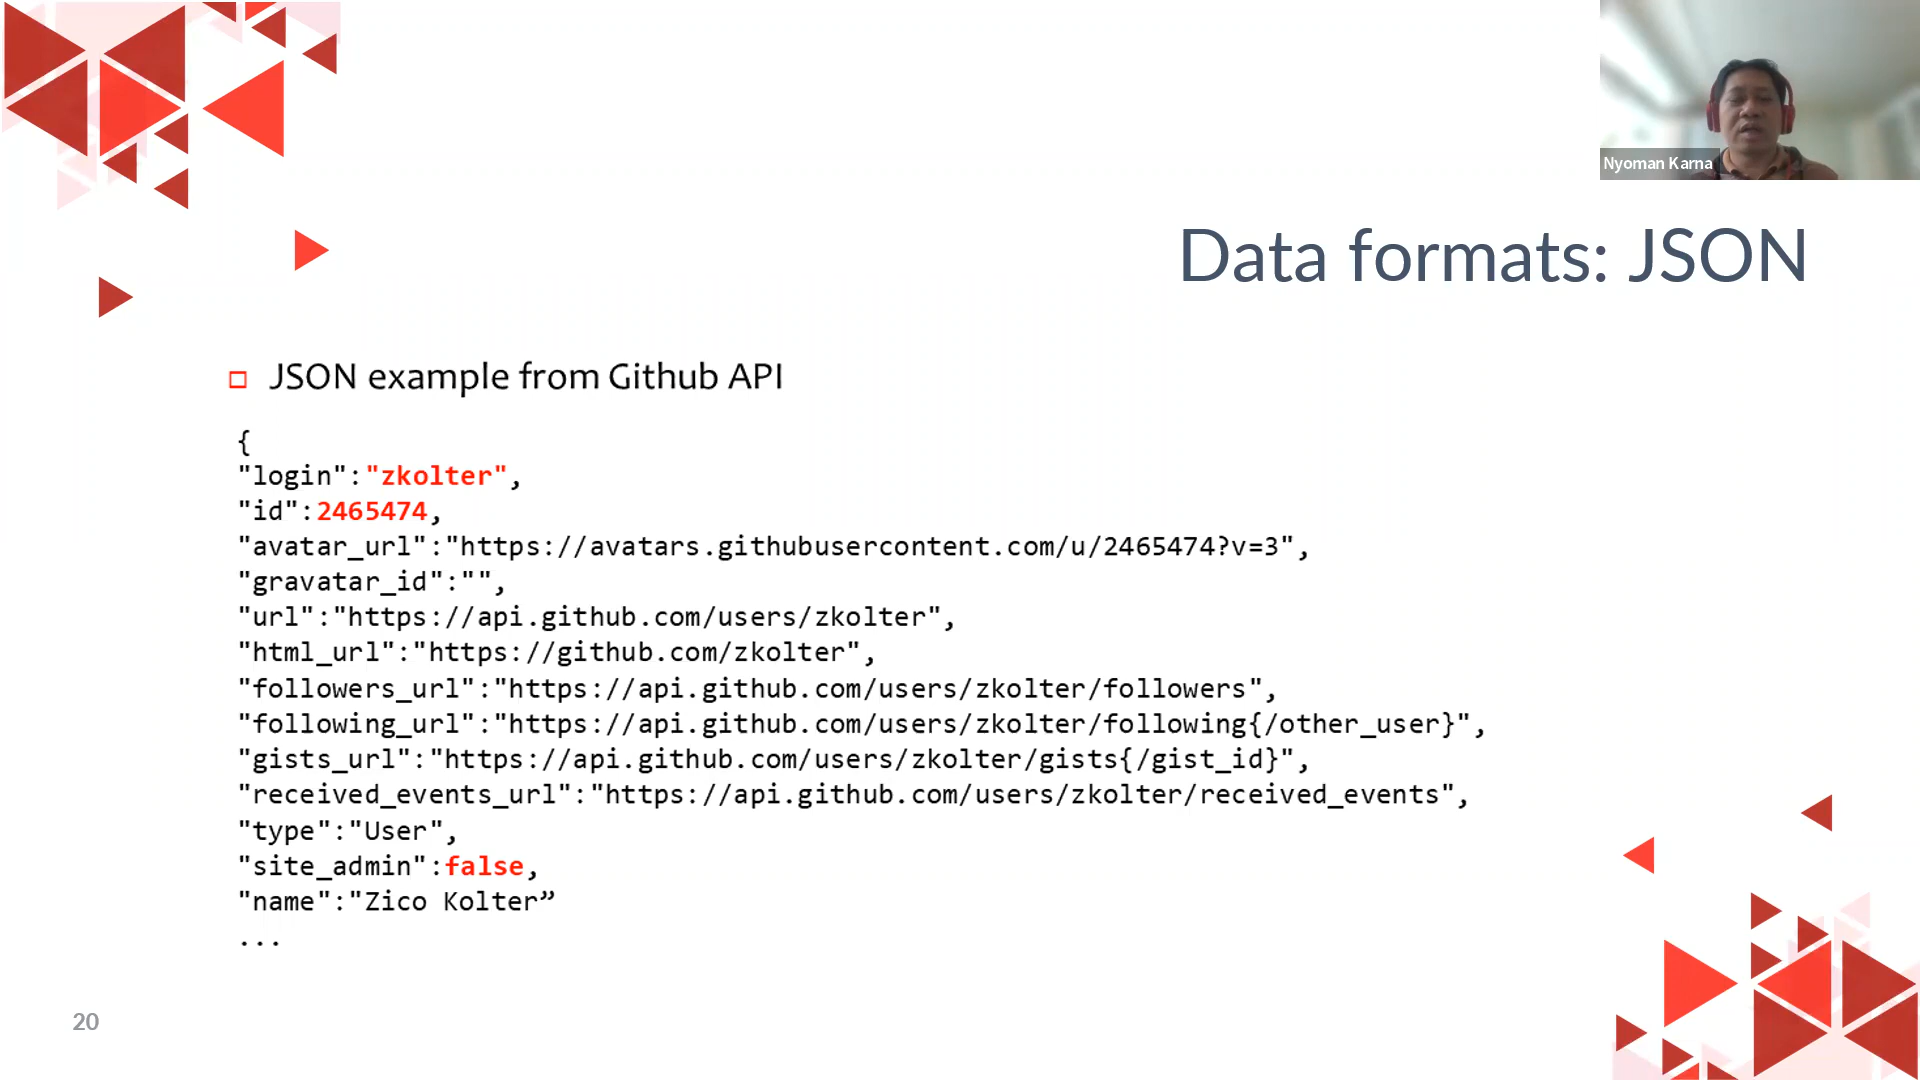 Nyoman Karna
Data formats: JSON
JSON example from Github API
{
"login":"zkolter",
"id":2465474,
"avatar_url":"https://avatars.githubusercontent.com/u/2465474?v=3",
"gravatar_id":"",
"url":"https://api.github.com/users/zkolter",
"html_url":"https://github.com/zkolter",
"followers_url":"https://api.github.com/users/zkolter/followers",
"following_url":"https://api.github.com/users/zkolter/following{/other_user}",
"gists_url":"https://api.github.com/users/zkolter/gists{/gist_id}",
"received_events_url":"https://api.github.com/users/zkolter/received_events",
"type":"User",
"site_admin":false,
"name":"Zico Kolter”
...
20